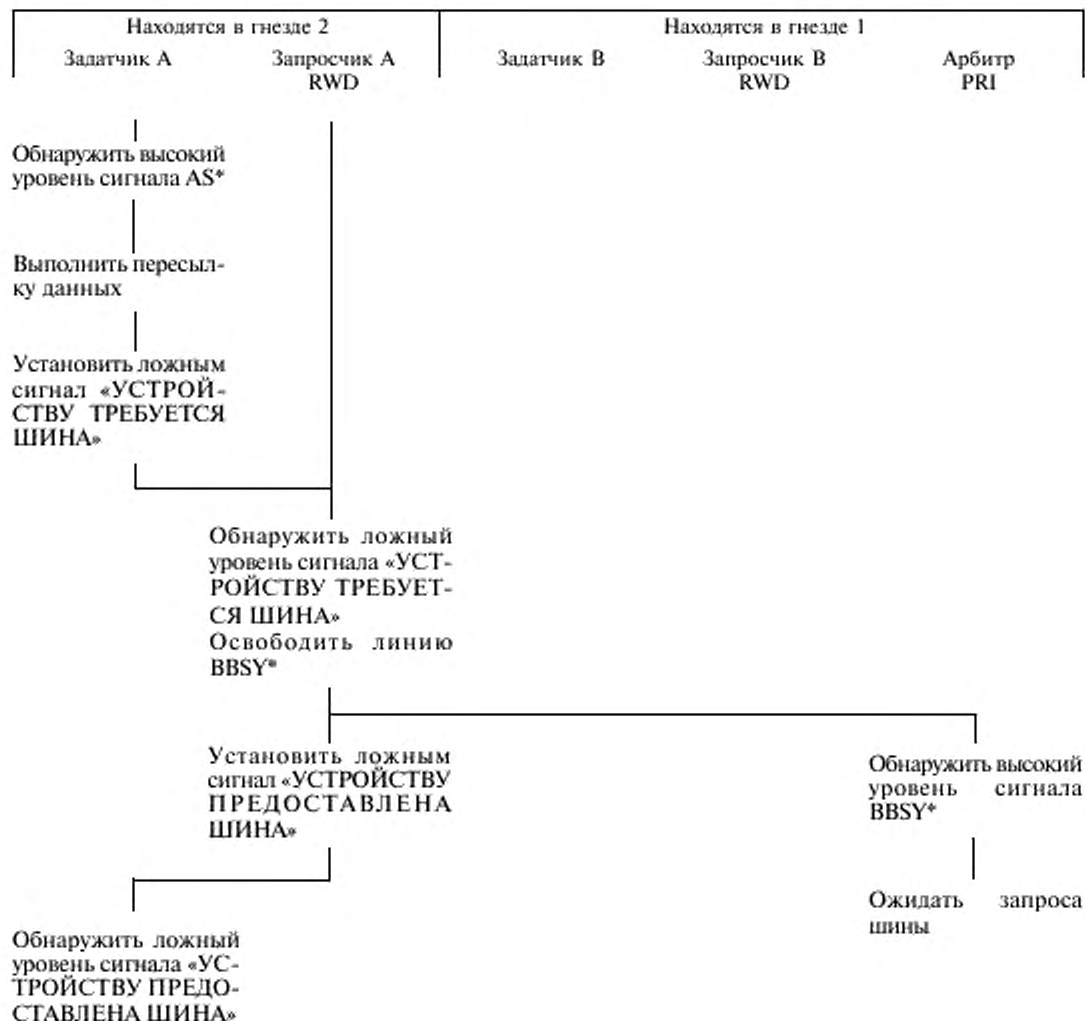 Находятся в гнезде 2
Находятся в гнезде 1
Задатчик А
Запросчик А
RWD
Задатчик В
Запросчик В
RWD
Арбитр
PRI
Обнаружить высокий
уровень сигнала AS*
Выполнить пересыл-
ку данных
Установить ложным
сигнал «УСТРОЙ-
СТВУ ТРЕБУЕТСЯ
ШИНА»
Обнаружить ложный
уровень сигнала «УСТ-
РОЙСТВУ ТРЕБУЕТ-
СЯ ШИНА»
Освободить линию
BBSY*
Установить ложным
сигнал «УСТРОЙСТВУ
ПРЕДОСТАВЛЕНА
ШИНА»
Обнаружить высокий
уровень сигнала
BBSY*
Ожидать запроса
шины
Обнаружить ложный
уровень сигнала «УС-
ТРОЙСТВУ ПРЕДО-
СТАВЛЕНА ШИНА»